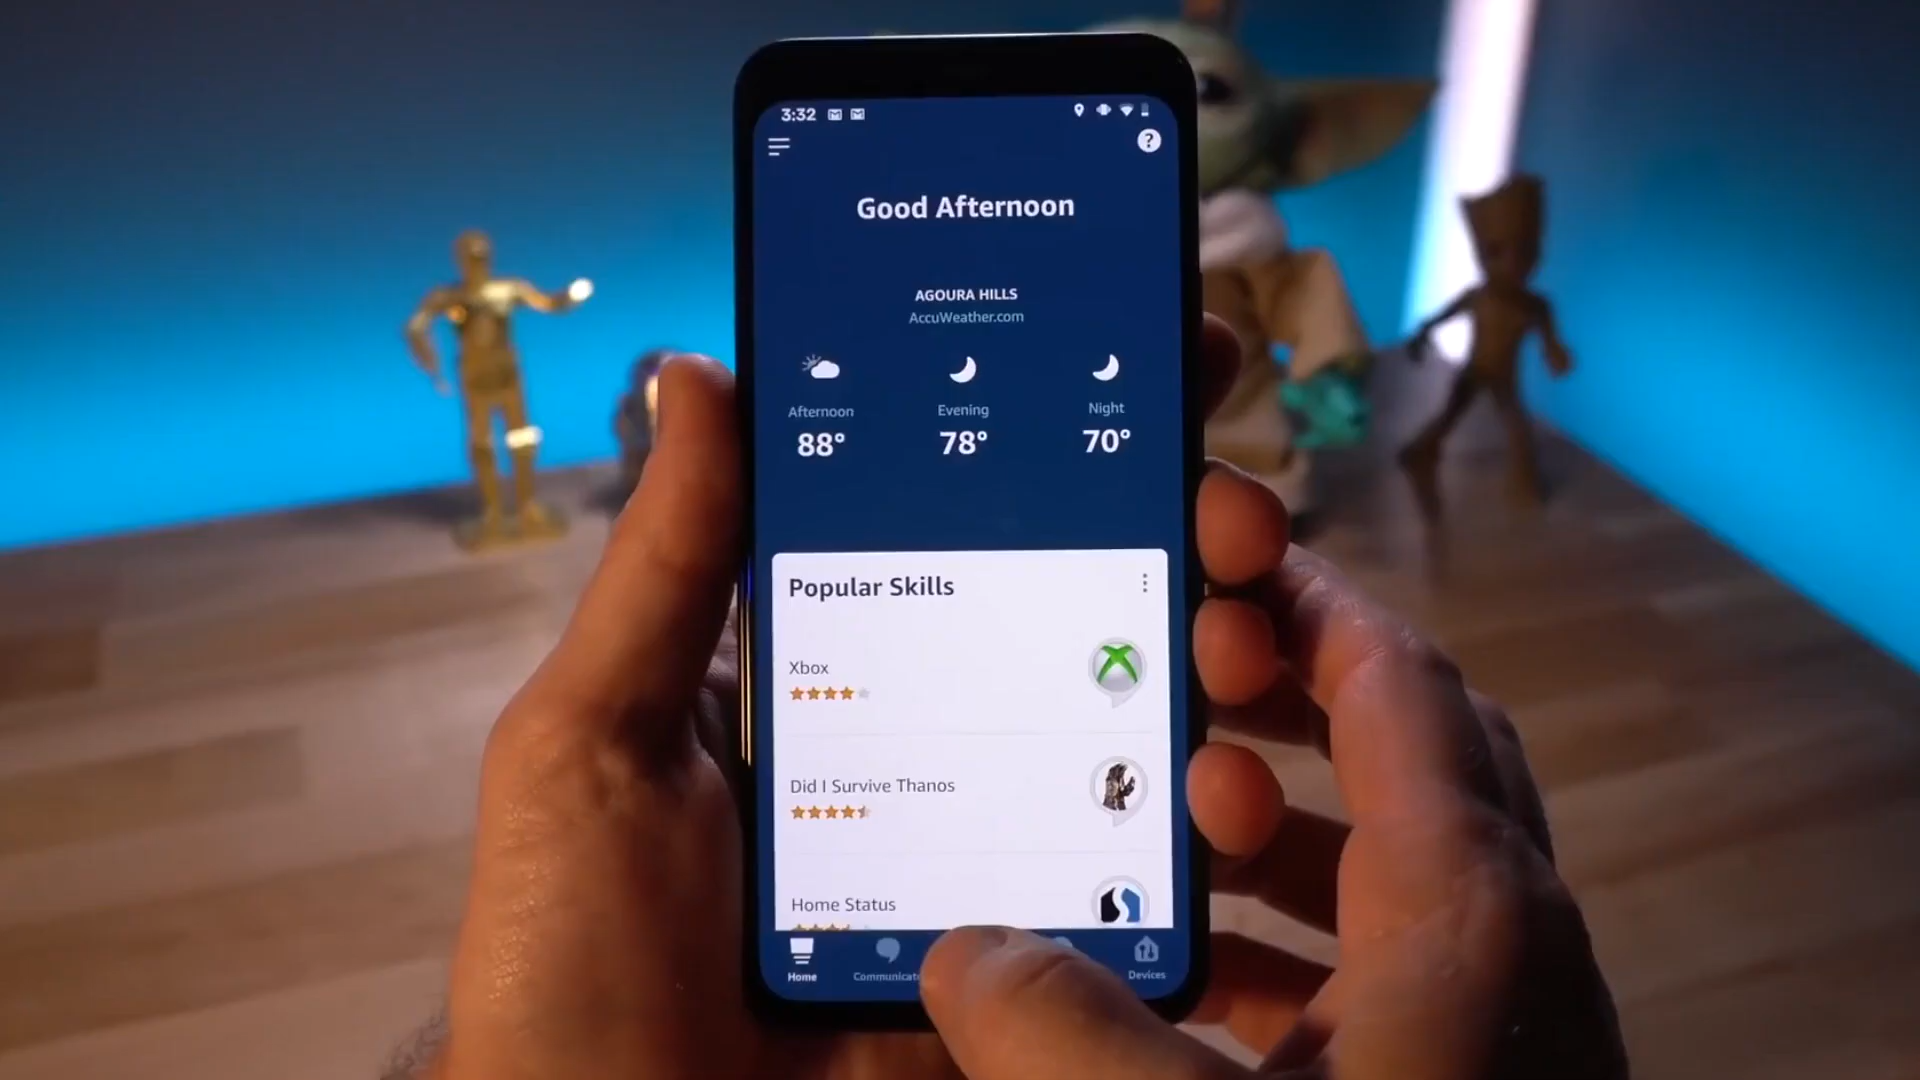 3:32
?
Good Afternoon
AGOURA HILLS
AccuWeather.com
Afternoon Evening Night
88° 78° 70°
Popular Skills
Xbox
Did I Survive Thanos
Home Status
Home Communicate Devices